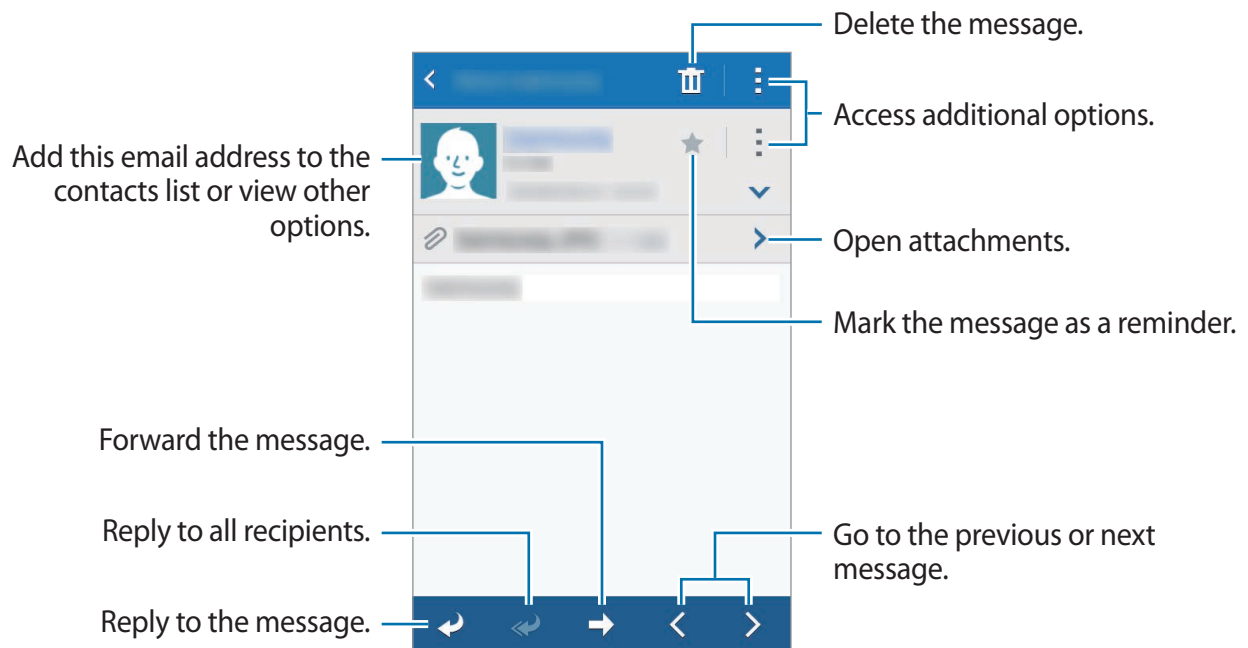 Delete the message.
Access additional options.
Add this email address to the
contacts list or view other
options.
Open attachments.
Mark the message as a reminder.
Forward the message.
Reply to all recipients.
Go to the previous or next
message.
Reply to the message.